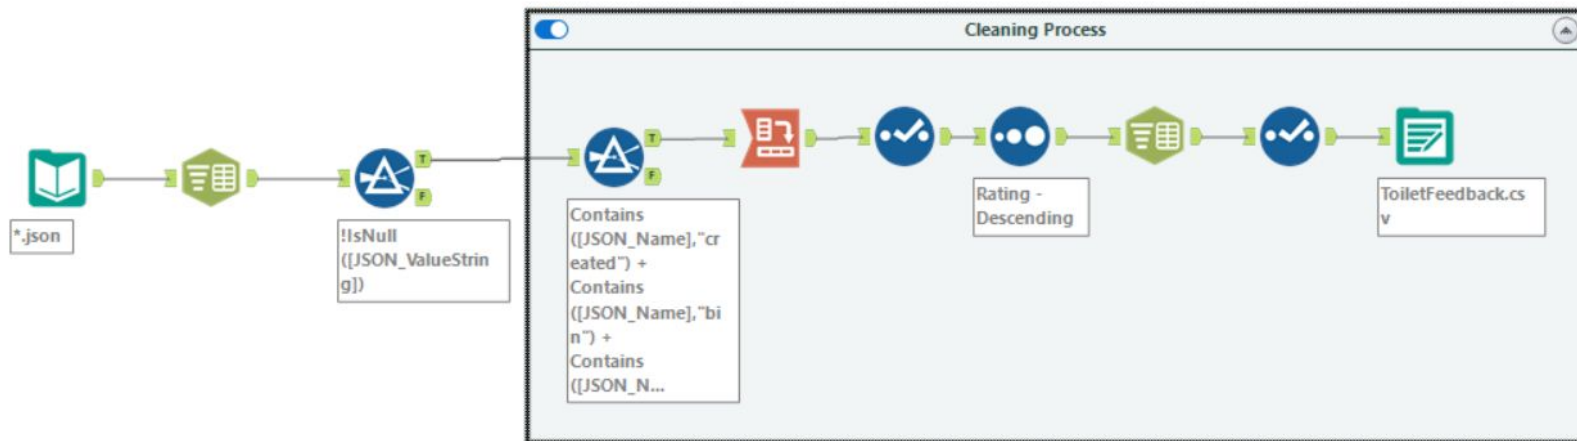 Cleaning Process
T
F
T
F
*.json
!IsNull
([JSON_ValueStrin
g])
Contains
([JSON_Name],"cr
eated") +
Contains
([JSON_Name],"bi
n") +
Contains
([JSON_N...
Rating -
Descending
ToiletFeedback.cs
v